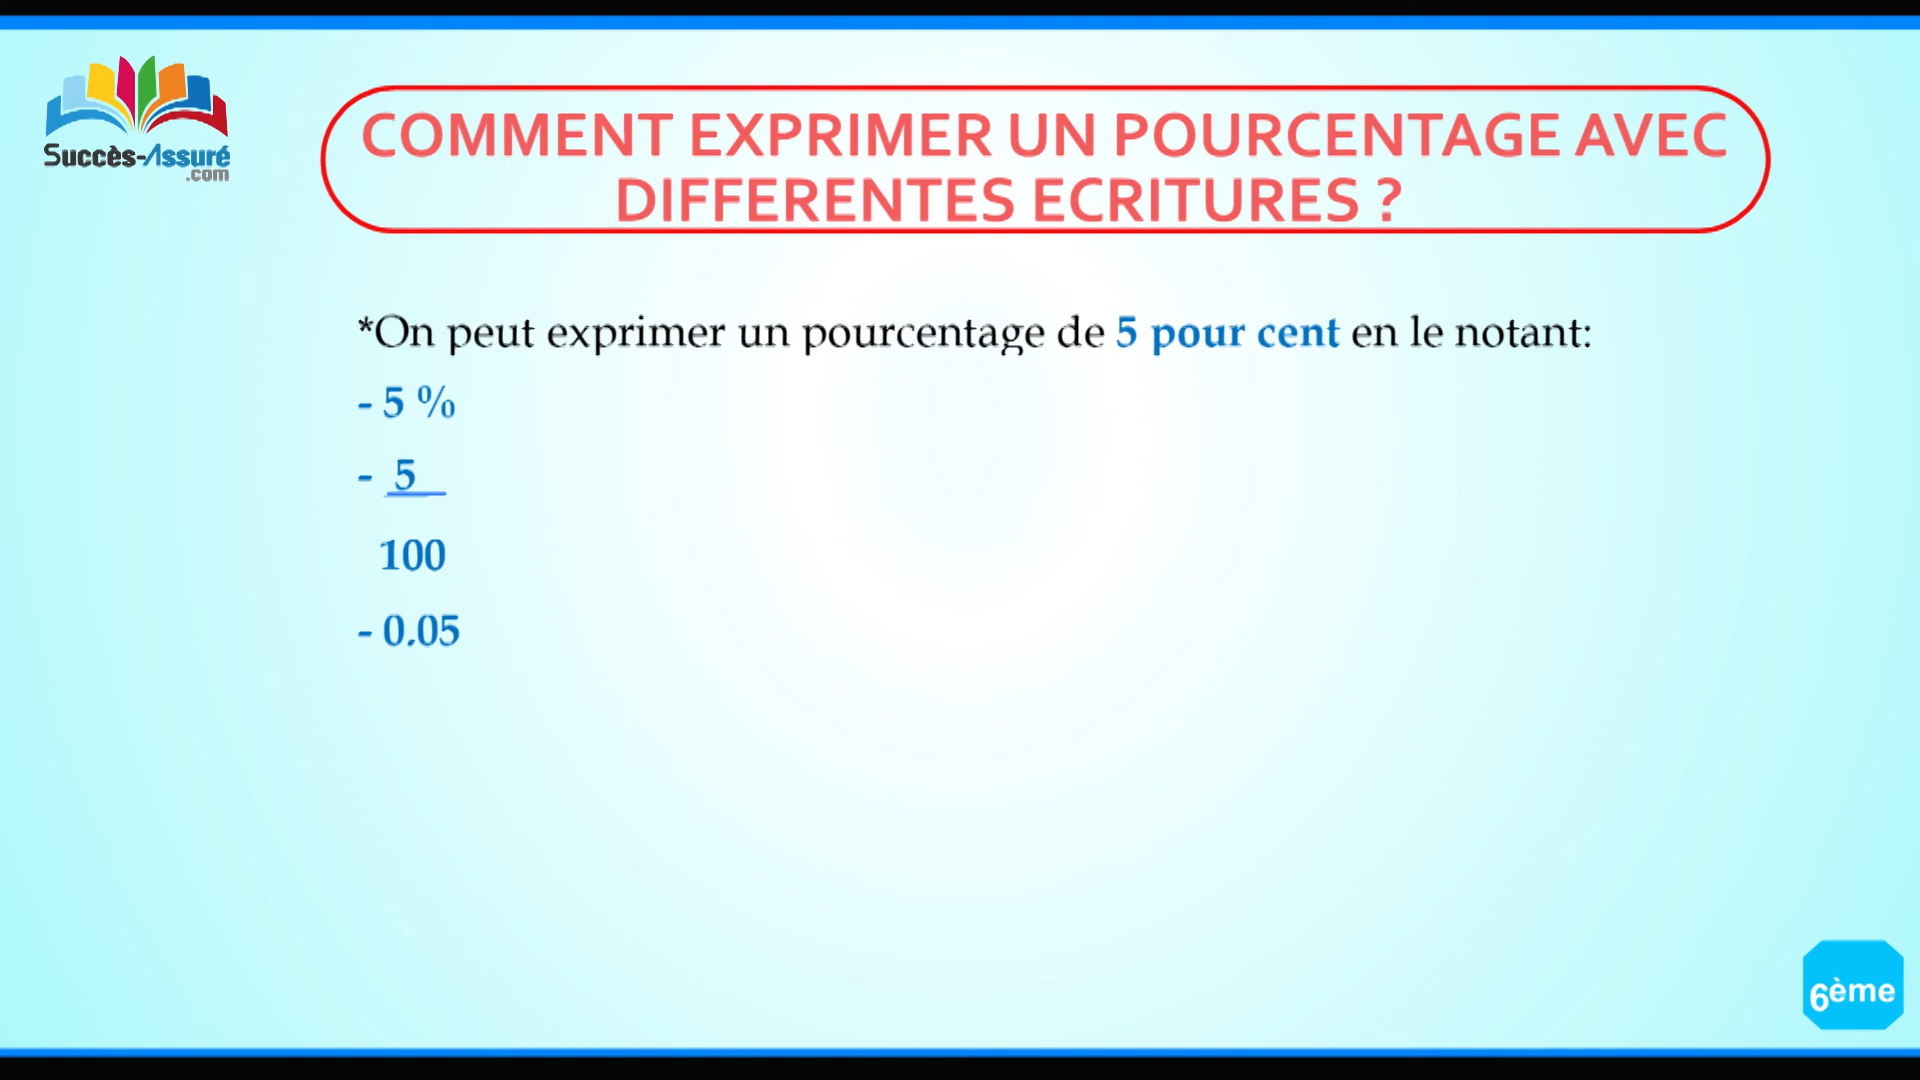 Succès-Assuré
.com
COMMENT EXPRIMER UN POURCENTAGE AVEC
DIFFERENTES ECRITURES ?
*On peut exprimer un pourcentage de 5 pour cent en le notant:
- 5 %
- 5
100
- 0.05
6ème